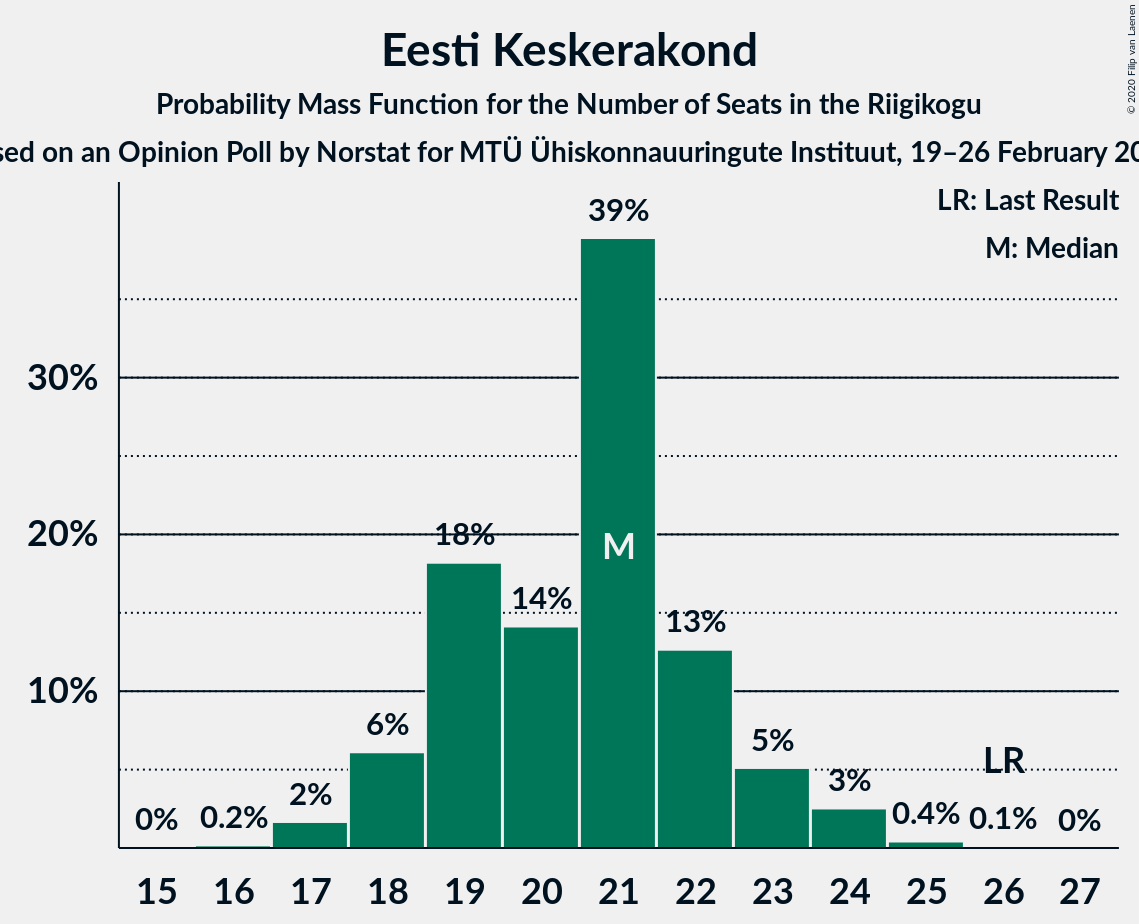 Eesti Keskerakond
Probability Mass Function for the Number of Seats in the Riigikogu
sed on an Opinion Poll by Norstat for MTÜ Ühiskonnauuringute Instituut, 19–26 February 20
© 2020 Filip van Laenen
LR: Last Result
M: Median
39%
30%
20%
10%
18%
14%
M
13%
6%
5%
LR
3%
2%
0%
0.2%
0.4%
0.1%
0%
15 16 17 18 19 20 21 22 23 24 25 26 27